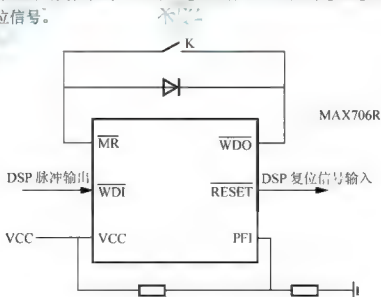 位信号。
K
MAX706R
MR
WDO
DSP 脉冲输出
WDI
RESET
DSP 复位信号输入
VCC
VCC
PFI